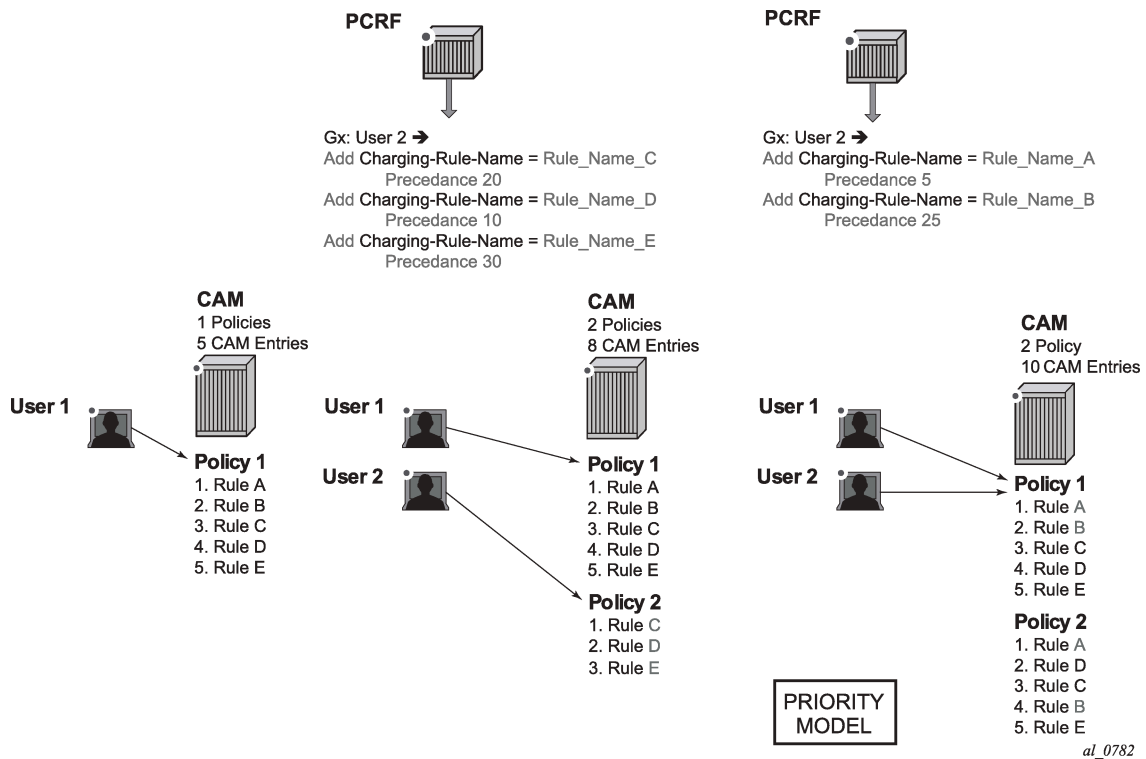 PCRF
Gx: User 2 ➔
Add Charging-Rule-Name = Rule_Name_C
Precedance 20
Add Charging-Rule-Name = Rule_Name_D
Precedance 10
Add Charging-Rule-Name = Rule_Name_E
Precedance 30
PCRF
Gx: User 2 ➔
Add Charging-Rule-Name = Rule_Name_A
Precedance 5
Add Charging-Rule-Name = Rule_Name_B
Precedance 25
CAM
1 Policies
5 CAM Entries
User 1
Policy 1
1. Rule A
2. Rule B
3. Rule C
4. Rule D
5. Rule E
CAM
2 Policies
8 CAM Entries
User 1
User 2
Policy 1
1. Rule A
2. Rule B
3. Rule C
4. Rule D
5. Rule E
Policy 2
1. Rule C
2. Rule D
3. Rule E
CAM
2 Policy
10 CAM Entries
User 1
User 2
Policy 1
1. Rule A
2. Rule B
3. Rule C
4. Rule D
5. Rule E
Policy 2
1. Rule A
2. Rule D
3. Rule C
4. Rule B
5. Rule E
PRIORITY
MODEL
al_0782